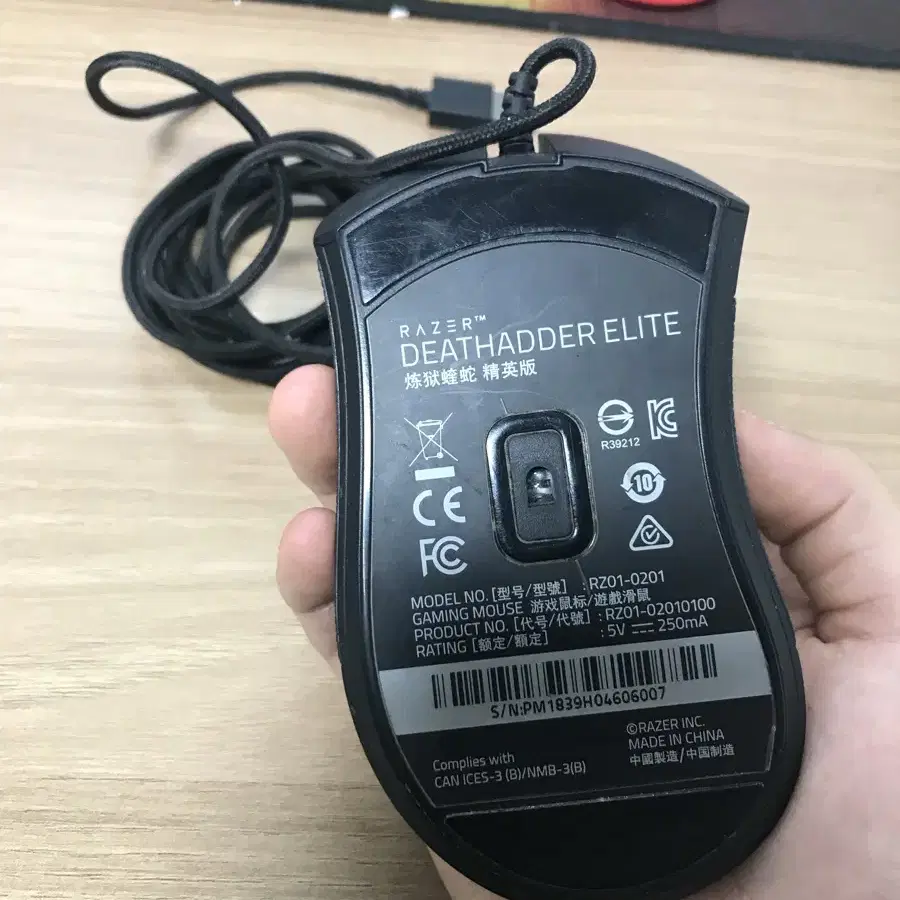 RAZER™
DEATHADDER ELITE
炼狱蝰蛇 精英版
R39212
10
CE
FC
MODEL NO. [型号/型號] : RZ01-0201
GAMING MOUSE 游戏鼠标/遊戲滑鼠
PRODUCT NO. [代号/代號] : RZ01-02010100
RATING [额定/額定] : 5V ⎓ 250mA
S/N:PM1839H04606007
©RAZER INC.
MADE IN CHINA
中國製造/中国制造
Complies with
CAN ICES-3 (B)/NMB-3(B)